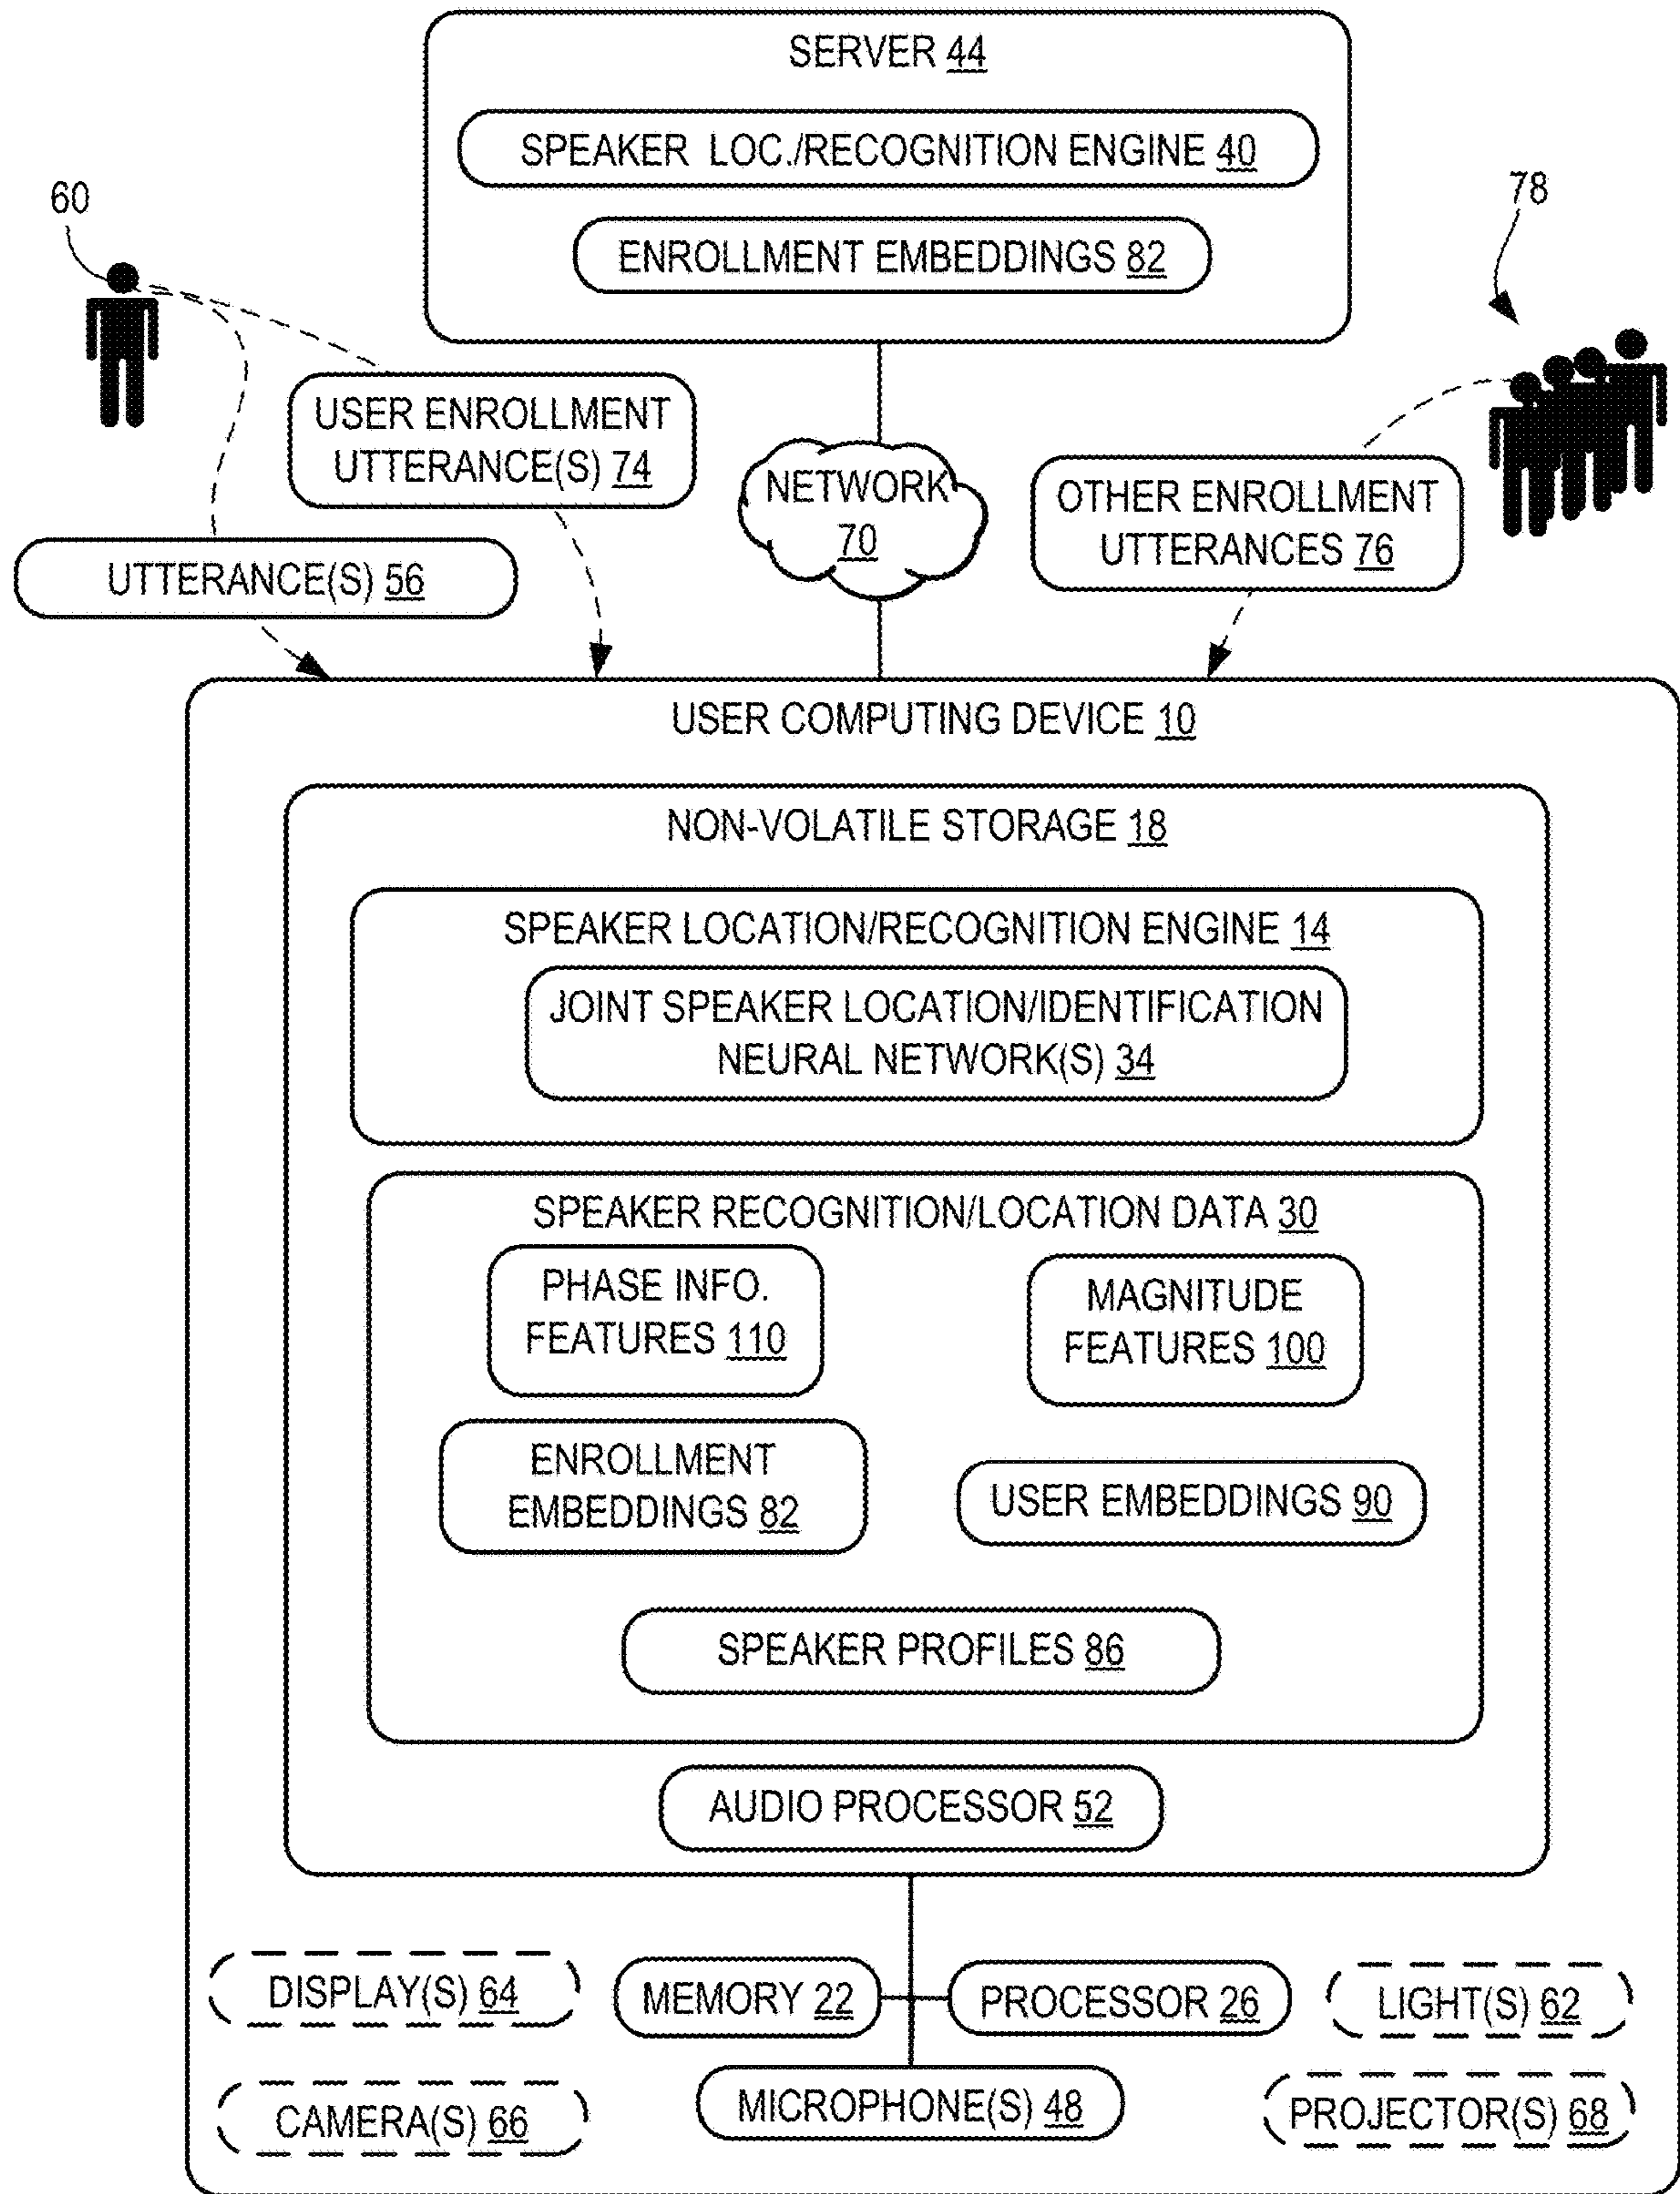 SERVER 44
SPEAKER LOC./RECOGNITION ENGINE 40
ENROLLMENT EMBEDDINGS 82
60
78
USER ENROLLMENT
UTTERANCE(S) 74
NETWORK
70
OTHER ENROLLMENT
UTTERANCES 76
UTTERANCE(S) 56
USER COMPUTING DEVICE 10
NON-VOLATILE STORAGE 18
SPEAKER LOCATION/RECOGNITION ENGINE 14
JOINT SPEAKER LOCATION/IDENTIFICATION
NEURAL NETWORK(S) 34
SPEAKER RECOGNITION/LOCATION DATA 30
PHASE INFO.
FEATURES 110
MAGNITUDE
FEATURES 100
ENROLLMENT
EMBEDDINGS 82
USER EMBEDDINGS 90
SPEAKER PROFILES 86
AUDIO PROCESSOR 52
DISPLAY(S) 64
MEMORY 22
PROCESSOR 26
LIGHT(S) 62
CAMERA(S) 66
MICROPHONE(S) 48
PROJECTOR(S) 68